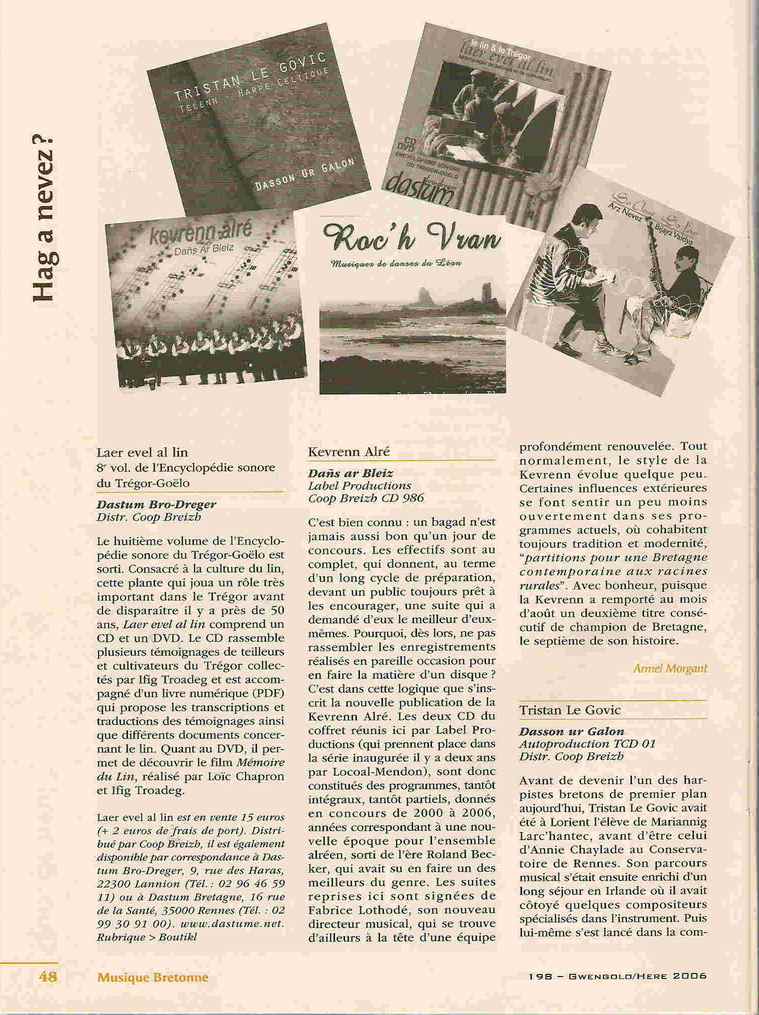 Hag a nevez ?
TRISTAN LE GOVIC
TELENN - HARPE CELTIQUE
DASSON UR GALON
le lin & le Trégor
laer evel al lin
CD
DVD
dastum
kevrenn alré
Dañs Ar Bleiz
Roc'h Vran
Musiques de danses du Léon
Arz Nevez
Laer evel al lin
8e vol. de l'Encyclopédie sonore
du Trégor-Goëlo
Dastum Bro-Dreger
Distr. Coop Breizh
Le huitième volume de l'Encyclo-
pédie sonore du Trégor-Goëlo est
sorti. Consacré à la culture du lin,
cette plante qui joua un rôle très
important dans le Trégor avant
de disparaître il y a près de 50
ans, Laer evel al lin comprend un
CD et un DVD. Le CD rassemble
plusieurs témoignages de teilleurs
et cultivateurs du Trégor collec-
tés par Ifig Troadeg et est accom-
pagné d'un livre numérique (PDF)
qui propose les transcriptions et
traductions des témoignages ainsi
que différents documents concer-
nant le lin. Quant au DVD, il per-
met de découvrir le film Mémoire
du Lin, réalisé par Loïc Chapron
et Ifig Troadeg.
Laer evel al lin est en vente 15 euros
(+ 2 euros de frais de port). Distri-
bué par Coop Breizh, il est également
disponible par correspondance à Das-
tum Bro-Dreger, 9, rue des Haras,
22300 Lannion (Tél. : 02 96 46 59
11) ou à Dastum Bretagne, 16 rue
de la Santé, 35000 Rennes (Tél. : 02
99 30 91 00). www.dastume.net.
Rubrique > Boutikl
Kevrenn Alré
Dañs ar Bleiz
Label Productions
Coop Breizh CD 986
C'est bien connu : un bagad n'est
jamais aussi bon qu'un jour de
concours. Les effectifs sont au
complet, qui donnent, au terme
d'un long cycle de préparation,
devant un public toujours prêt à
les encourager, une suite qui a
demandé d'eux le meilleur d'eux-
mêmes. Pourquoi, dès lors, ne pas
rassembler les enregistrements
réalisés en pareille occasion pour
en faire la matière d'un disque ?
C'est dans cette logique que s'ins-
crit la nouvelle publication de la
Kevrenn Alré. Les deux CD du
coffret réunis ici par Label Pro-
ductions (qui prennent place dans
la série inaugurée il y a deux ans
par Locoal-Mendon), sont donc
constitués des programmes, tantôt
intégraux, tantôt partiels, donnés
en concours de 2000 à 2006,
années correspondant à une nou-
velle époque pour l'ensemble
alréen, sorti de l'ère Roland Bec-
ker, qui avait su en faire un des
meilleurs du genre. Les suites
reprises ici sont signées de
Fabrice Lothodé, son nouveau
directeur musical, qui se trouve
d'ailleurs à la tête d'une équipe
profondément renouvelée. Tout
normalement, le style de la
Kevrenn évolue quelque peu.
Certaines influences extérieures
se font sentir un peu moins
ouvertement dans ses pro-
grammes actuels, où cohabitent
toujours tradition et modernité,
"partitions pour une Bretagne
contemporaine aux racines
rurales". Avec bonheur, puisque
la Kevrenn a remporté au mois
d'août un deuxième titre consé-
cutif de champion de Bretagne,
le septième de son histoire.
Armel Morgant
Tristan Le Govic
Dasson ur Galon
Autoproduction TCD 01
Distr. Coop Breizh
Avant de devenir l'un des har-
pistes bretons de premier plan
aujourd'hui, Tristan Le Govic avait
été à Lorient l'élève de Mariannig
Larc'hantec, avant d'être celui
d'Annie Chaylade au Conserva-
toire de Rennes. Son parcours
musical s'était ensuite enrichi d'un
long séjour en Irlande où il avait
côtoyé quelques compositeurs
spécialisés dans l'instrument. Puis
lui-même s'est lancé dans la com-
48
Musique Bretonne
198 – GWENGOLO/HERE 2006